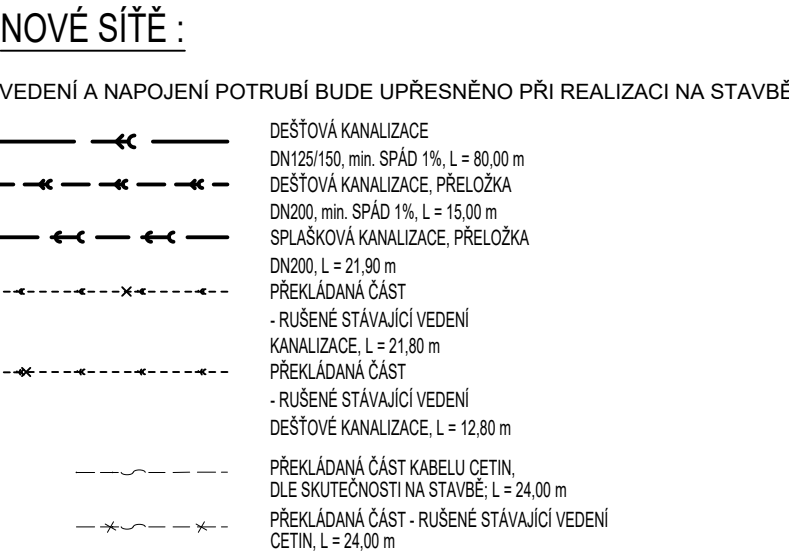 NOVÉ SÍŤĚ :
VEDENÍ A NAPOJENÍ POTRUBÍ BUDE UPŘESNĚNO PŘI REALIZACI NA STAVBĚ
DEŠŤOVÁ KANALIZACE
DN125/150, min. SPÁD 1%, L = 80,00 m
DEŠŤOVÁ KANALIZACE, PŘELOŽKA
DN200, min. SPÁD 1%, L = 15,00 m
SPLAŠKOVÁ KANALIZACE, PŘELOŽKA
DN200, L = 21,90 m
PŘEKLÁDANÁ ČÁST
- RUŠENÉ STÁVAJÍCÍ VEDENÍ
KANALIZACE, L = 21,80 m
PŘEKLÁDANÁ ČÁST
- RUŠENÉ STÁVAJÍCÍ VEDENÍ
DEŠŤOVÉ KANALIZACE, L = 12,80 m
PŘEKLÁDANÁ ČÁST KABELU CETIN,
DLE SKUTEČNOSTI NA STAVBĚ; L = 24,00 m
PŘEKLÁDANÁ ČÁST - RUŠENÉ STÁVAJÍCÍ VEDENÍ
CETIN, L = 24,00 m